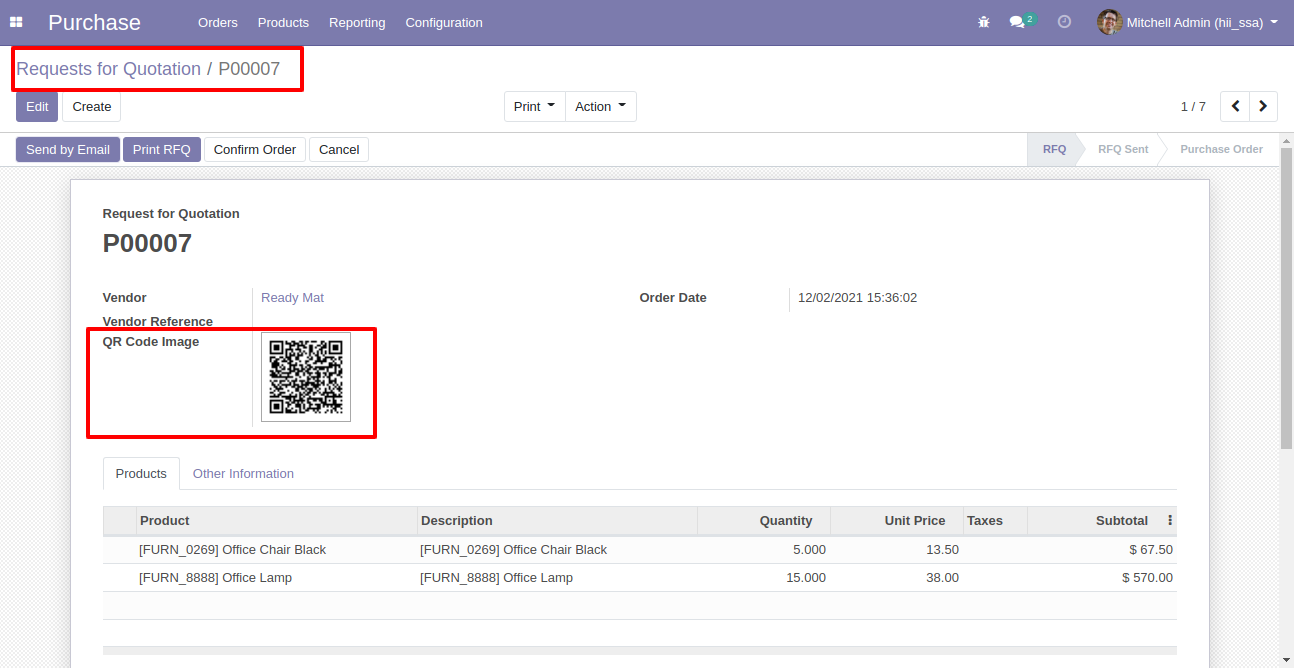 Purchase Orders Products Reporting Configuration 2 Mitchell Admin (hii_ssa)
Requests for Quotation / P00007
Edit Create Print Action 1 / 7
Send by Email Print RFQ Confirm Order Cancel RFQ RFQ Sent Purchase Order
Request for Quotation
P00007
Vendor Ready Mat Order Date 12/02/2021 15:36:02
Vendor Reference
QR Code Image
Products Other Information
Product Description Quantity Unit Price Taxes Subtotal
[FURN_0269] Office Chair Black [FURN_0269] Office Chair Black 5.000 13.50 $ 67.50
[FURN_8888] Office Lamp [FURN_8888] Office Lamp 15.000 38.00 $ 570.00